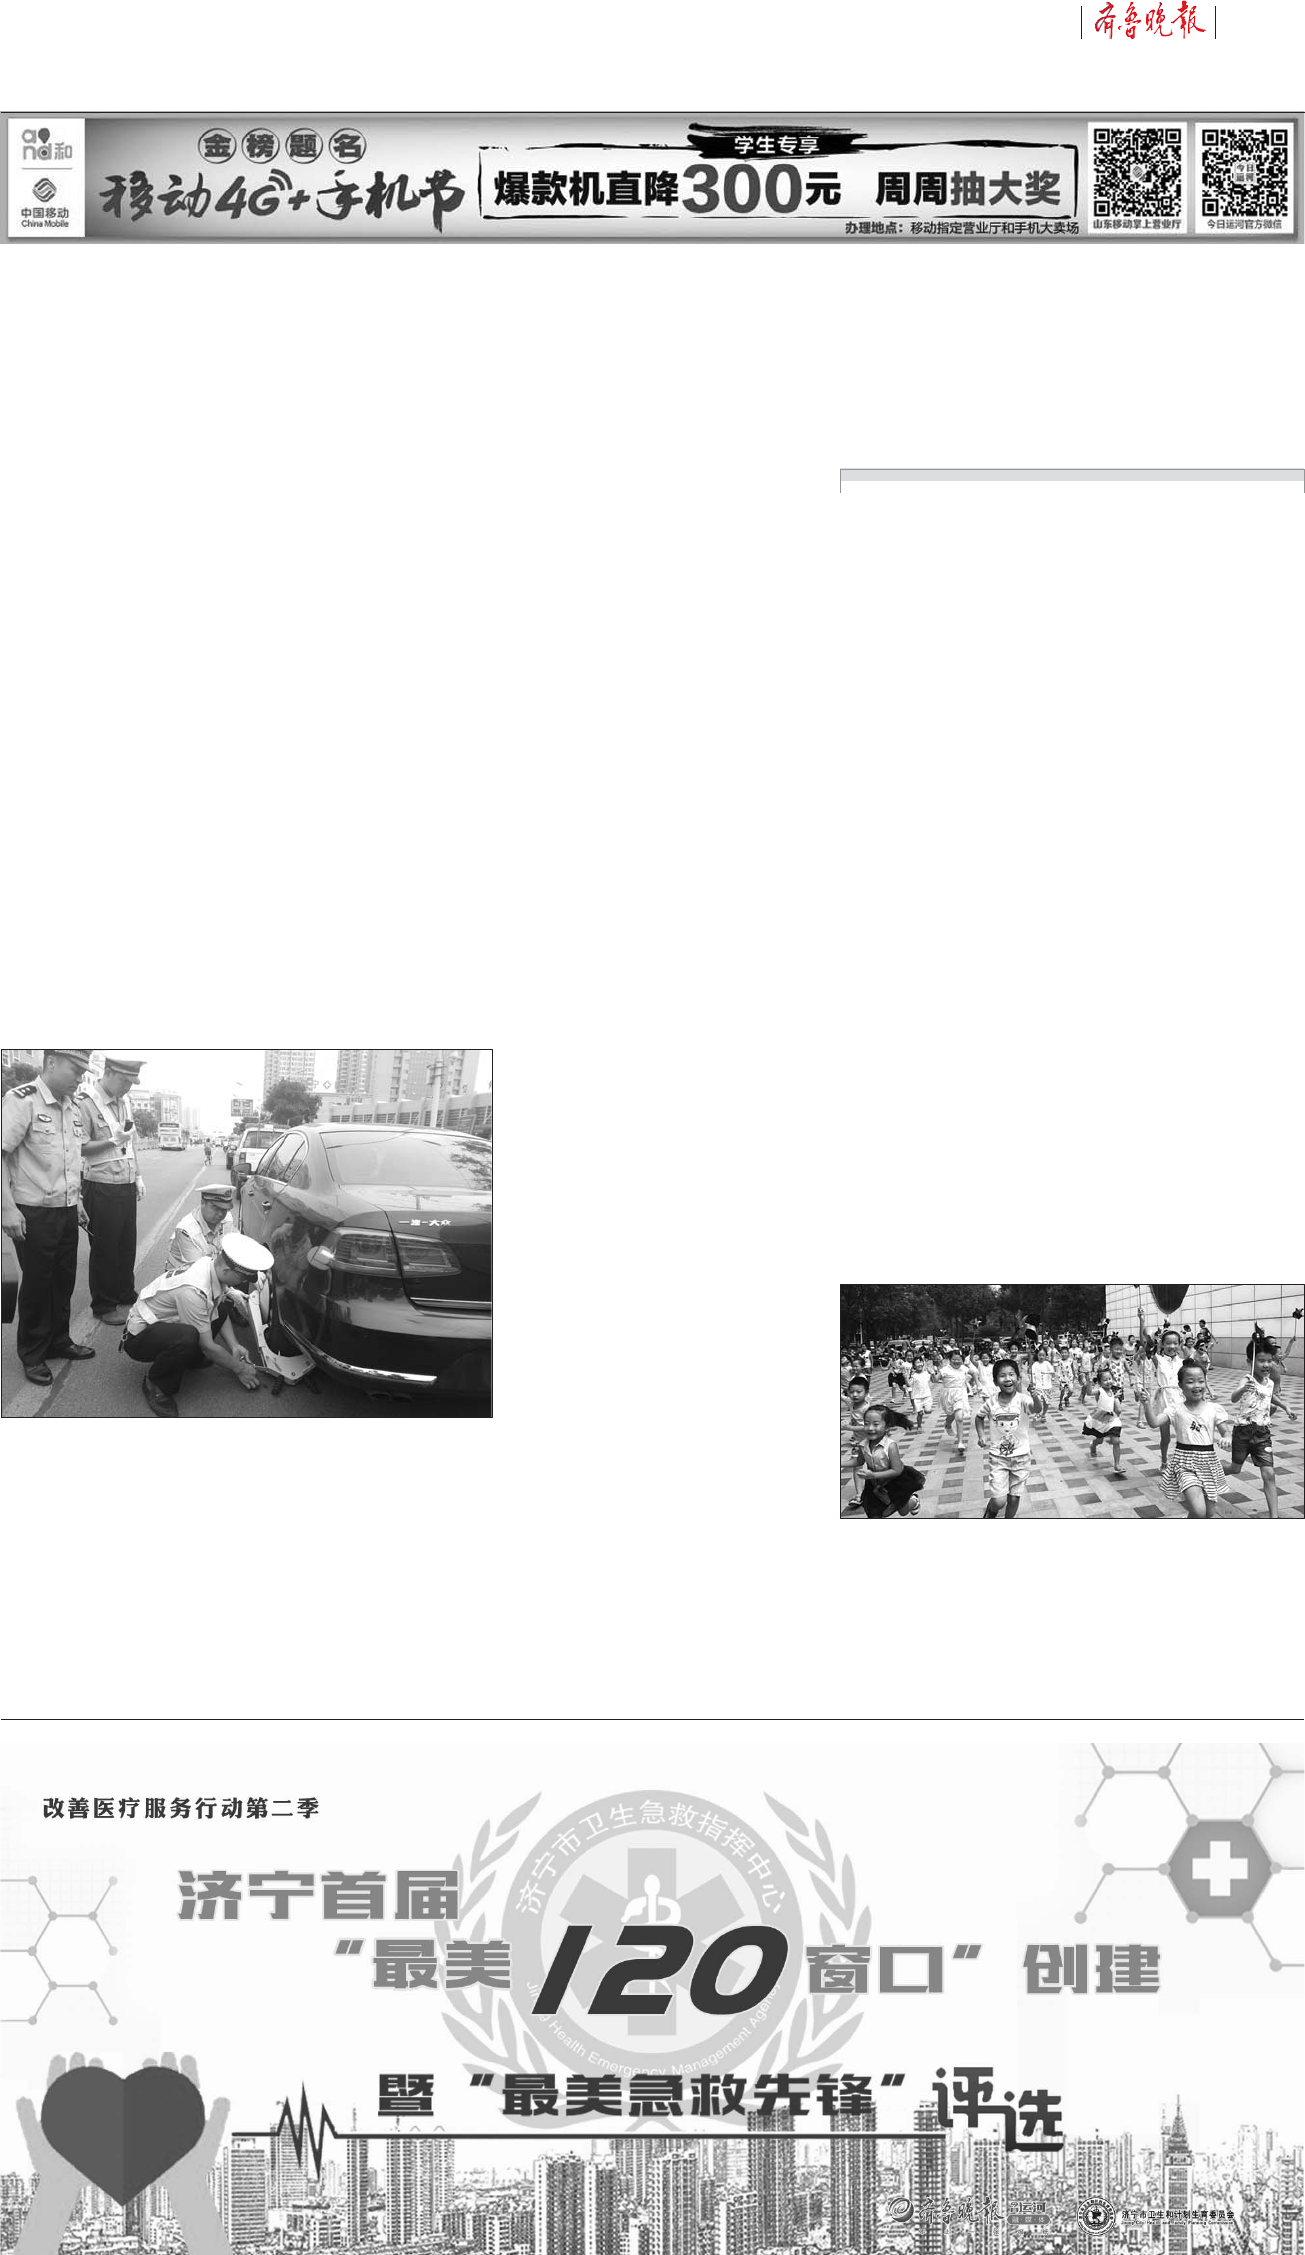 齐鲁晚报
and和
中国移动
China Mobile
金榜题名
移动4G+手机节
学生专享
爆款机直降300元 周周抽大奖
办理地点：移动指定营业厅和手机大卖场
山东移动掌上营业厅
今日运河
今日运河官方微信
一汽-大众
改善医疗服务行动第二季
济宁市卫生急救指挥中心
济宁首届
“最美120窗口”创建
Health Emergency Management Agency
暨“最美急救先锋”评选
齐鲁晚报
济宁市卫生和计划生育委员会